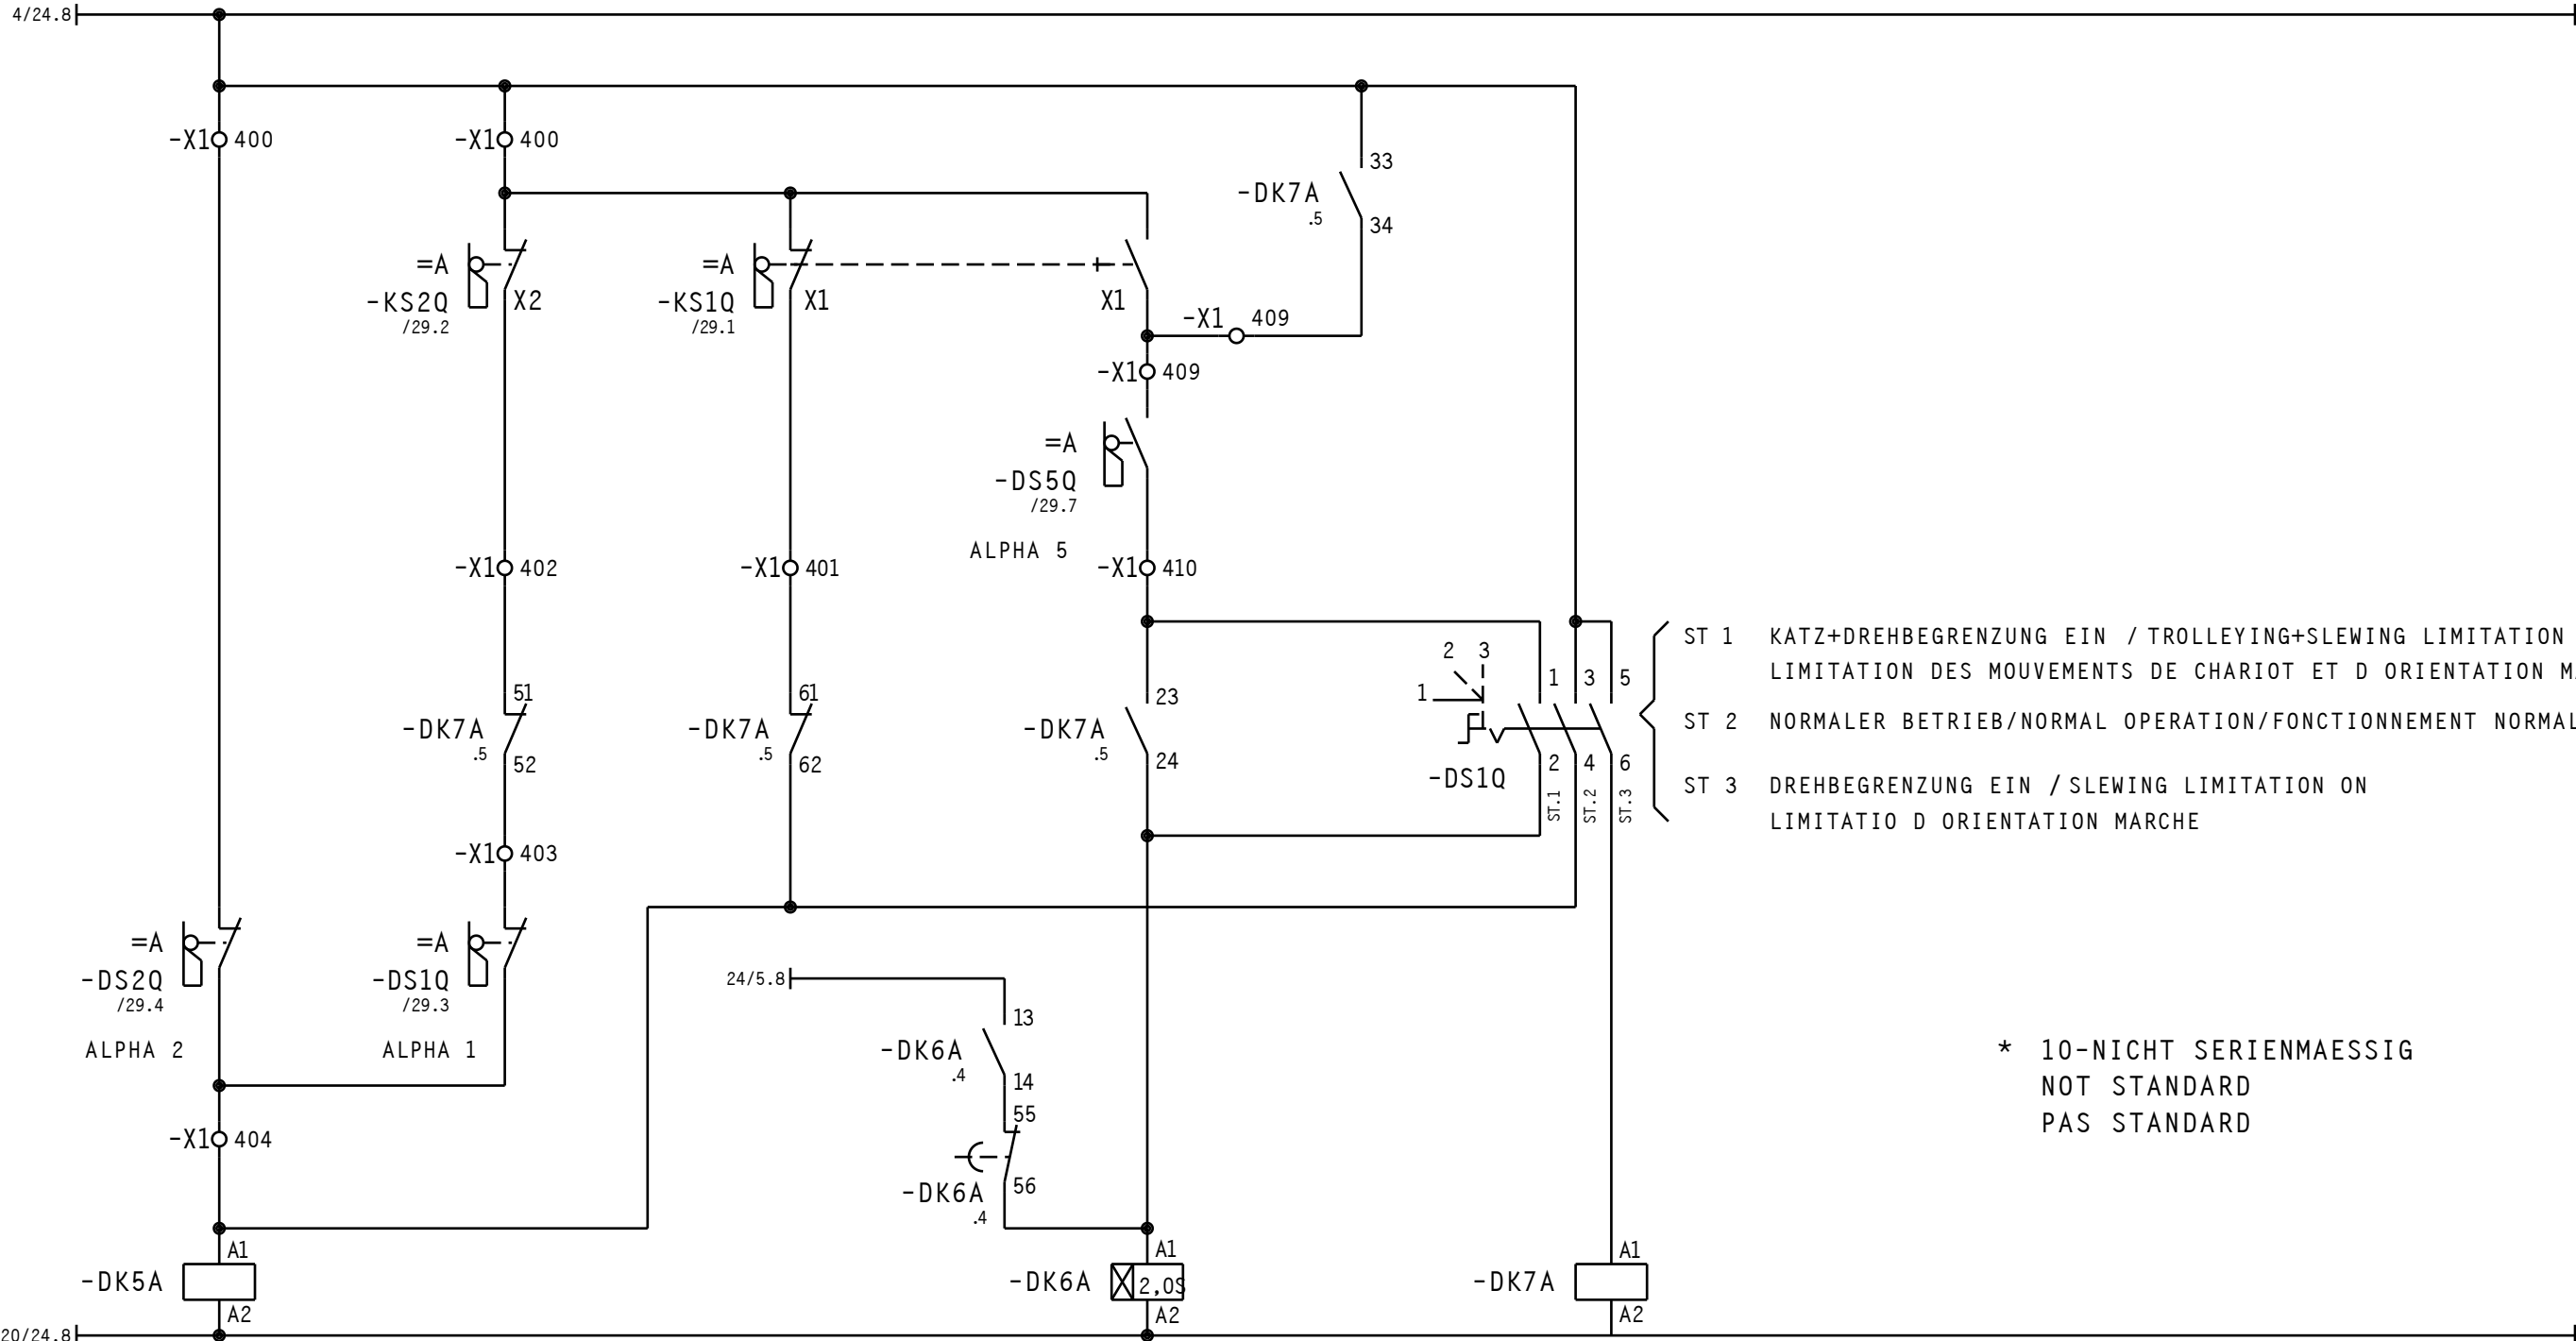 4/24.8
-X1 400
-X1 400
33
-DK7A
.5
34
=A
-KS2Q
/29.2
X2
=A
-KS1Q
/29.1
X1
X1
-X1 409
-X1 409
=A
-DS5Q
/29.7
ALPHA 5
-X1 402
-X1 401
-X1 410
51
-DK7A
.5
52
61
-DK7A
.5
62
23
-DK7A
.5
24
2 3
1
1 3 5
-DS1Q
2 4 6
ST.1 ST.2 ST.3
ST 1 KATZ+DREHBEGRENZUNG EIN / TROLLEYING+SLEWING LIMITATION
LIMITATION DES MOUVEMENTS DE CHARIOT ET D ORIENTATION
ST 2 NORMALER BETRIEB/NORMAL OPERATION/FONCTIONNEMENT NORMAL
ST 3 DREHBEGRENZUNG EIN / SLEWING LIMITATION ON
LIMITATIO D ORIENTATION MARCHE
-X1 403
=A
-DS2Q
/29.4
ALPHA 2
=A
-DS1Q
/29.3
ALPHA 1
24/5.8
13
-DK6A
.4
14
55
-DK6A
.4
56
* 10-NICHT SERIENMAESSIG
NOT STANDARD
PAS STANDARD
-X1 404
A1
-DK5A
A2
A1
-DK6A 2,0S
A2
A1
-DK7A
A2
20/24.8